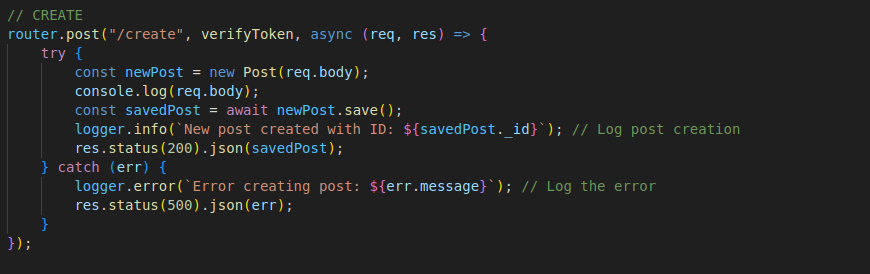 // CREATE
router.post("/create", verifyToken, async (req, res) => {
    try {
        const newPost = new Post(req.body);
        console.log(req.body);
        const savedPost = await newPost.save();
        logger.info(`New post created with ID: ${savedPost._id}`); // Log post creation
        res.status(200).json(savedPost);
    } catch (err) {
        logger.error(`Error creating post: ${err.message}`); // Log the error
        res.status(500).json(err);
    }
});